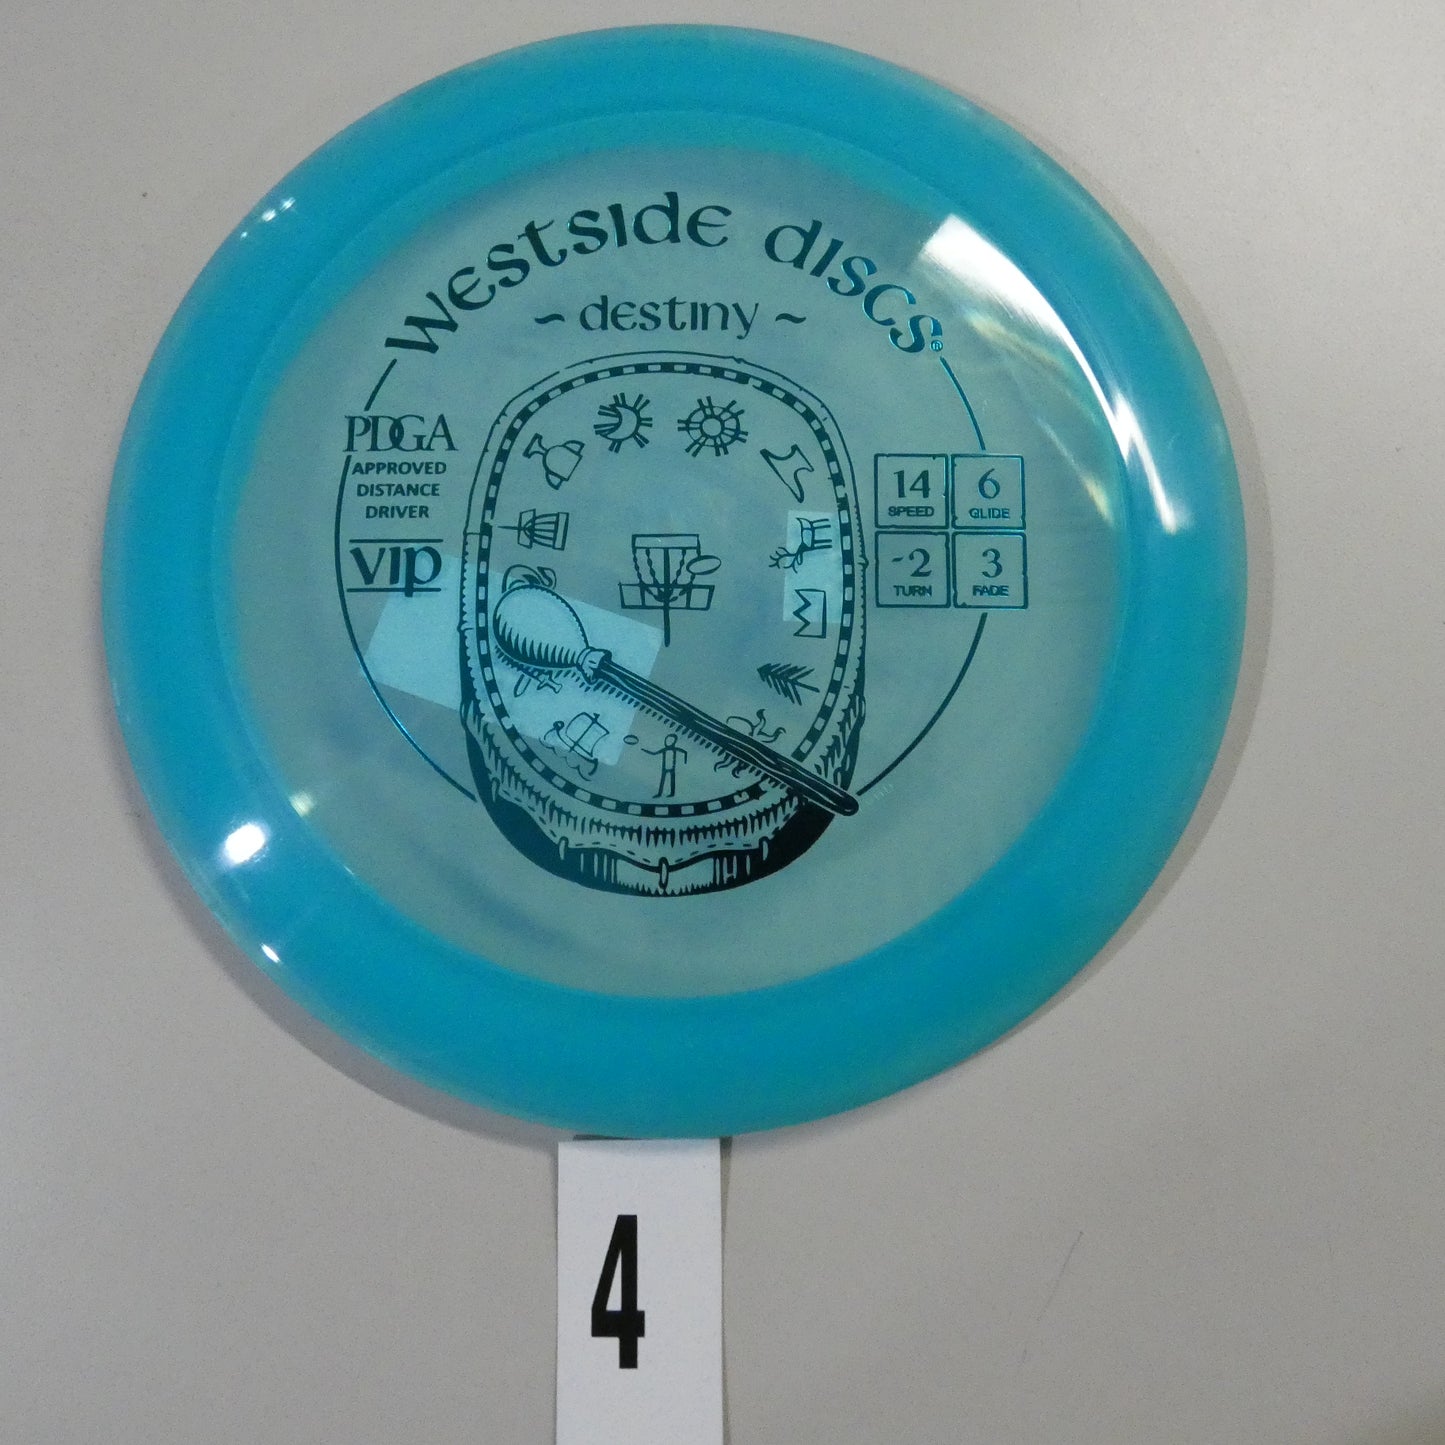 westside discs®
~ destiny ~
PDGA
APPROVED
DISTANCE
DRIVER
VIP
14
SPEED
6
GLIDE
-2
TURN
3
FADE
4